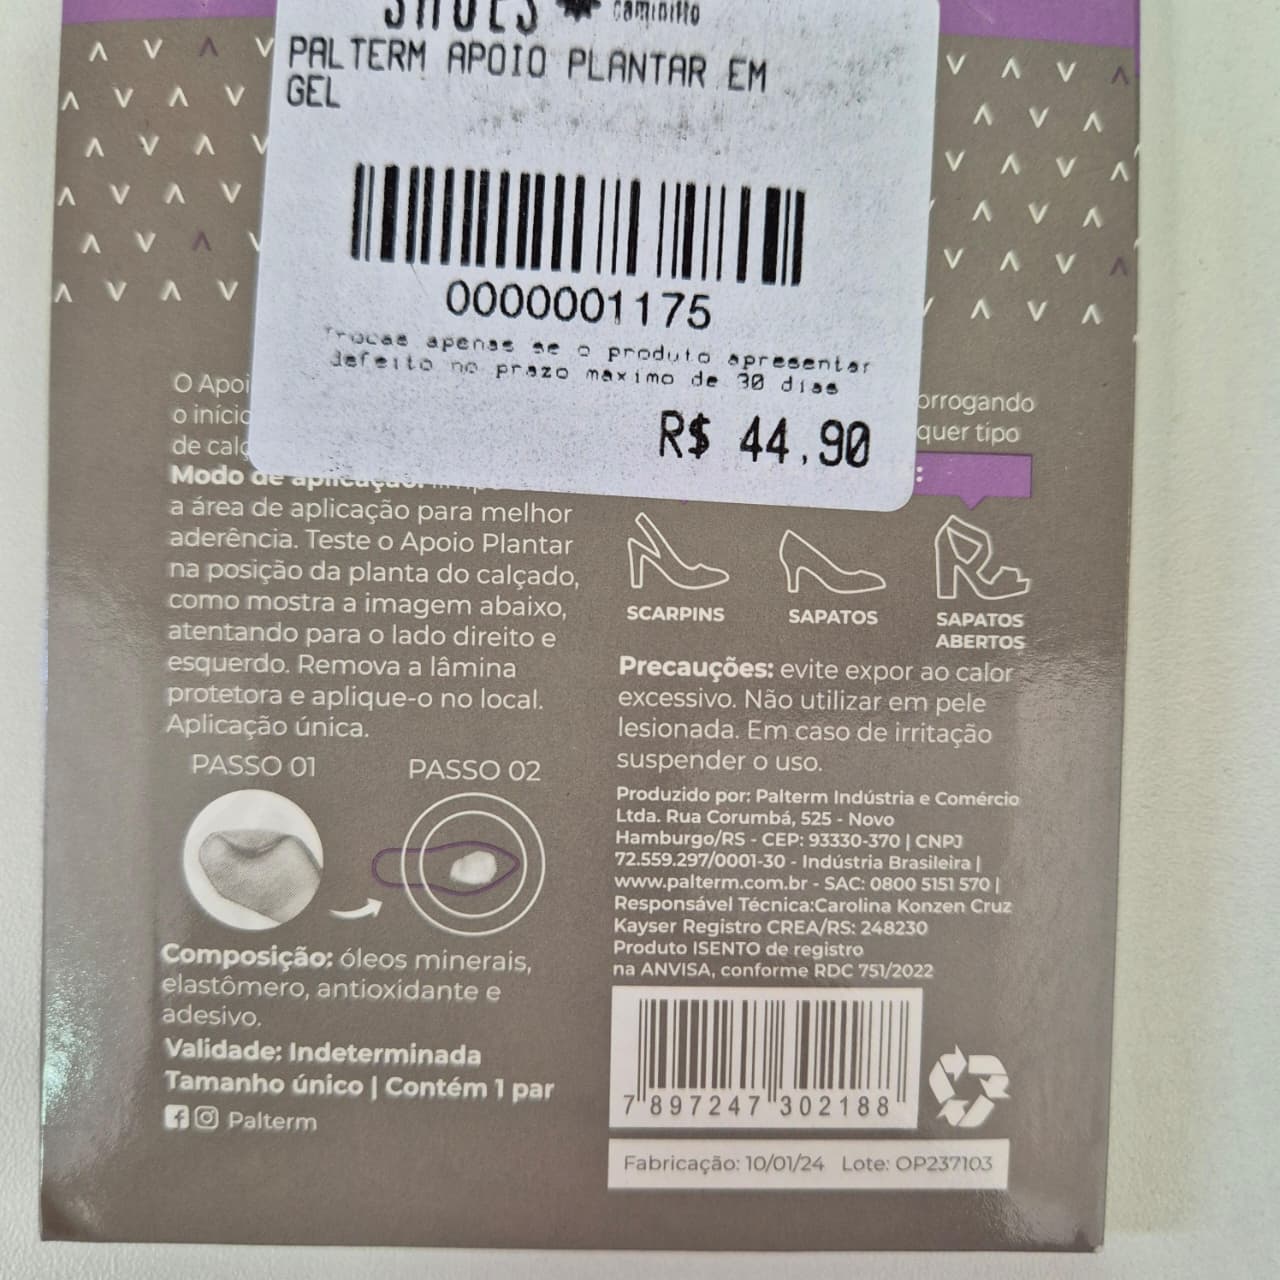 SHOES caminitto
PALTERM APOIO PLANTAR EM
GEL
0000001175
Trocas apenas se o produto apresentar
defeito no prazo maximo de 30 dias
R$ 44,90
O Apoi
o iníci
de calç
orrogando
quer tipo
:
Modo de aplicação:
a área de aplicação para melhor
aderência. Teste o Apoio Plantar
na posição da planta do calçado,
como mostra a imagem abaixo,
atentando para o lado direito e
esquerdo. Remova a lâmina
protetora e aplique-o no local.
Aplicação única.
PASSO 01
PASSO 02
Composição: óleos minerais,
elastômero, antioxidante e
adesivo.
Validade: Indeterminada
Tamanho único | Contém 1 par
Palterm
SCARPINS
SAPATOS
SAPATOS
ABERTOS
Precauções: evite expor ao calor
excessivo. Não utilizar em pele
lesionada. Em caso de irritação
suspender o uso.
Produzido por: Palterm Indústria e Comércio
Ltda. Rua Corumbá, 525 - Novo
Hamburgo/RS - CEP: 93330-370 | CNPJ
72.559.297/0001-30 - Indústria Brasileira |
www.palterm.com.br - SAC: 0800 5151 570 |
Responsável Técnica:Carolina Konzen Cruz
Kayser Registro CREA/RS: 248230
Produto ISENTO de registro
na ANVISA, conforme RDC 751/2022
7 897247 302188
Fabricação: 10/01/24 Lote: OP237103